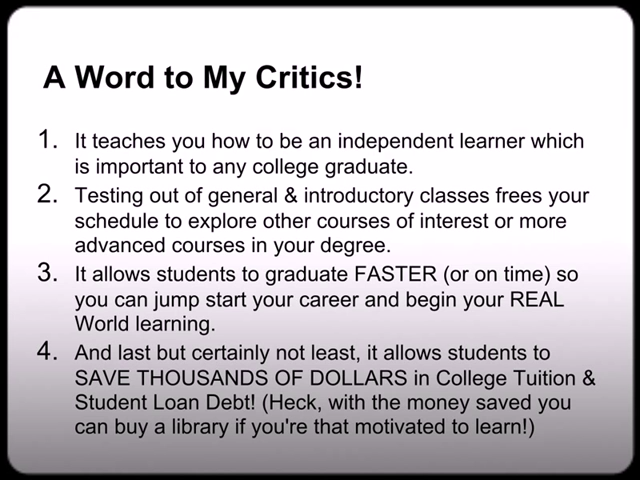 A Word to My Critics!
1. It teaches you how to be an independent learner which
is important to any college graduate.
2. Testing out of general & introductory classes frees your
schedule to explore other courses of interest or more
advanced courses in your degree.
3. It allows students to graduate FASTER (or on time) so
you can jump start your career and begin your REAL
World learning.
4. And last but certainly not least, it allows students to
SAVE THOUSANDS OF DOLLARS in College Tuition &
Student Loan Debt! (Heck, with the money saved you
can buy a library if you're that motivated to learn!)